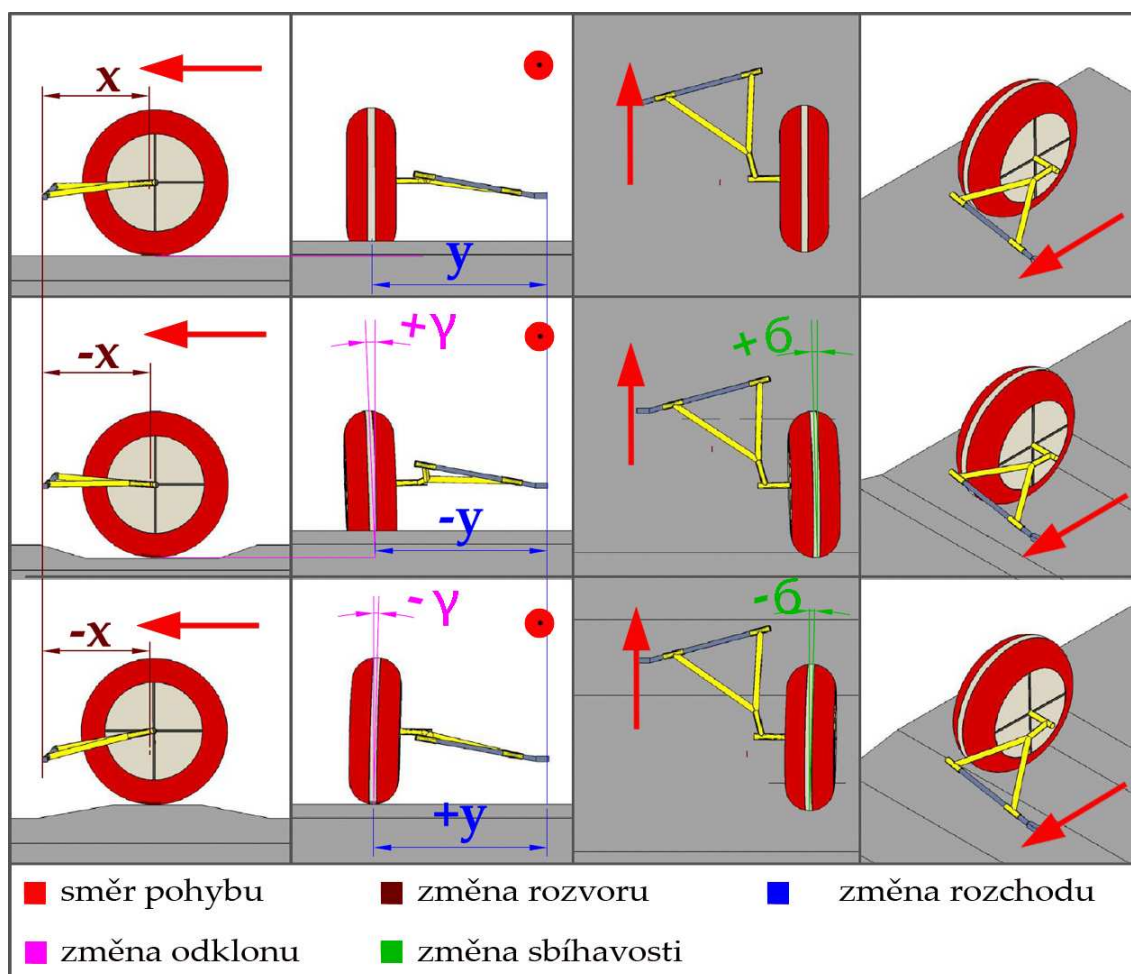 x
y
-x
+γ
-y
+б
-x
-γ
+y
-б
směr pohybu
změna rozvoru
změna rozchodu
změna odklonu
změna sbíhavosti